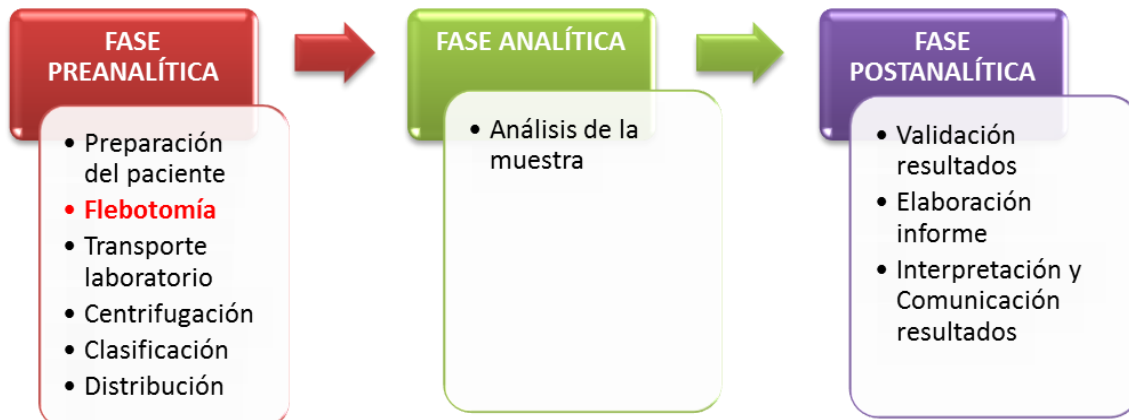 FASE
PREANALÍTICA
• Preparación
del paciente
• Flebotomía
• Transporte
laboratorio
• Centrifugación
• Clasificación
• Distribución
FASE ANALÍTICA
• Análisis de la
muestra
FASE
POSTANALÍTICA
• Validación
resultados
• Elaboración
informe
• Interpretación y
Comunicación
resultados